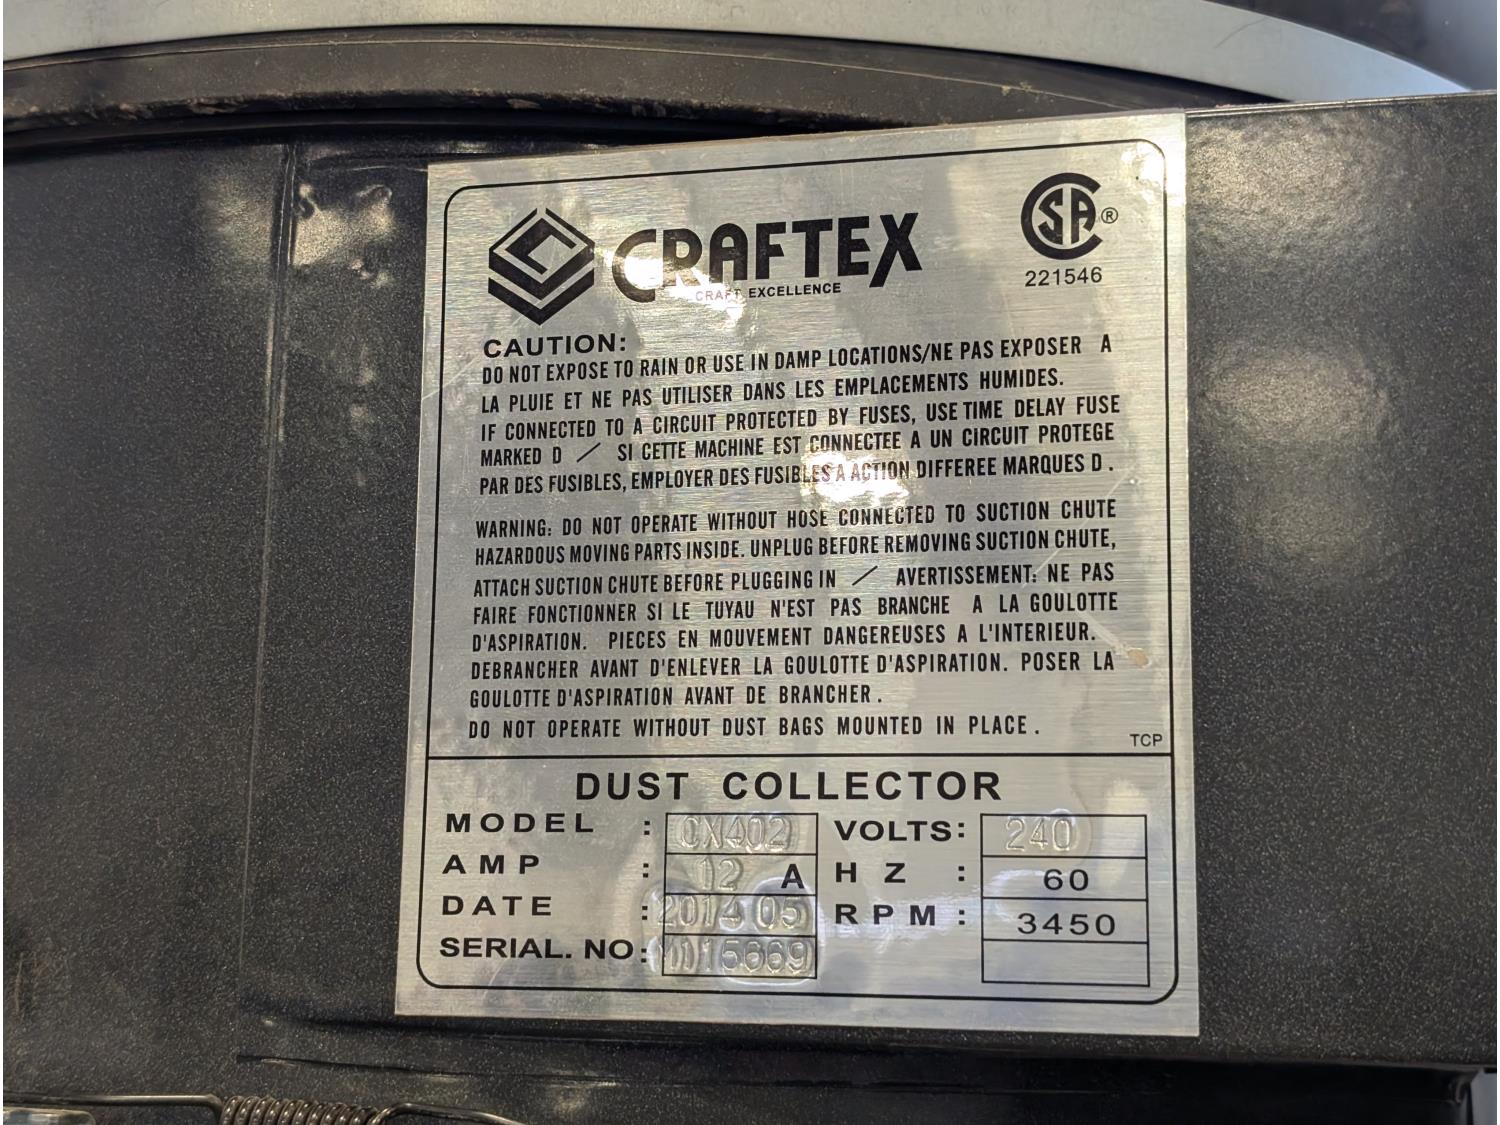 CRAFTEX
CRAFT EXCELLENCE
CSA ®
221546
CAUTION:
DO NOT EXPOSE TO RAIN OR USE IN DAMP LOCATIONS/NE PAS EXPOSER A
LA PLUIE ET NE PAS UTILISER DANS LES EMPLACEMENTS HUMIDES.
IF CONNECTED TO A CIRCUIT PROTECTED BY FUSES, USE TIME DELAY FUSE
MARKED D / SI CETTE MACHINE EST CONNECTEE A UN CIRCUIT PROTEGE
PAR DES FUSIBLES, EMPLOYER DES FUSIBLES A ACTION DIFFEREE MARQUES D.
WARNING: DO NOT OPERATE WITHOUT HOSE CONNECTED TO SUCTION CHUTE
HAZARDOUS MOVING PARTS INSIDE. UNPLUG BEFORE REMOVING SUCTION CHUTE,
ATTACH SUCTION CHUTE BEFORE PLUGGING IN / AVERTISSEMENT: NE PAS
FAIRE FONCTIONNER SI LE TUYAU N'EST PAS BRANCHE A LA GOULOTTE
D'ASPIRATION. PIECES EN MOUVEMENT DANGEREUSES A L'INTERIEUR.
DEBRANCHER AVANT D'ENLEVER LA GOULOTTE D'ASPIRATION. POSER LA
GOULOTTE D'ASPIRATION AVANT DE BRANCHER.
DO NOT OPERATE WITHOUT DUST BAGS MOUNTED IN PLACE.
TCP
DUST COLLECTOR
MODEL : CX402 VOLTS: 240
AMP : 12 A HZ : 60
DATE : 2014 05 RPM : 3450
SERIAL. NO: